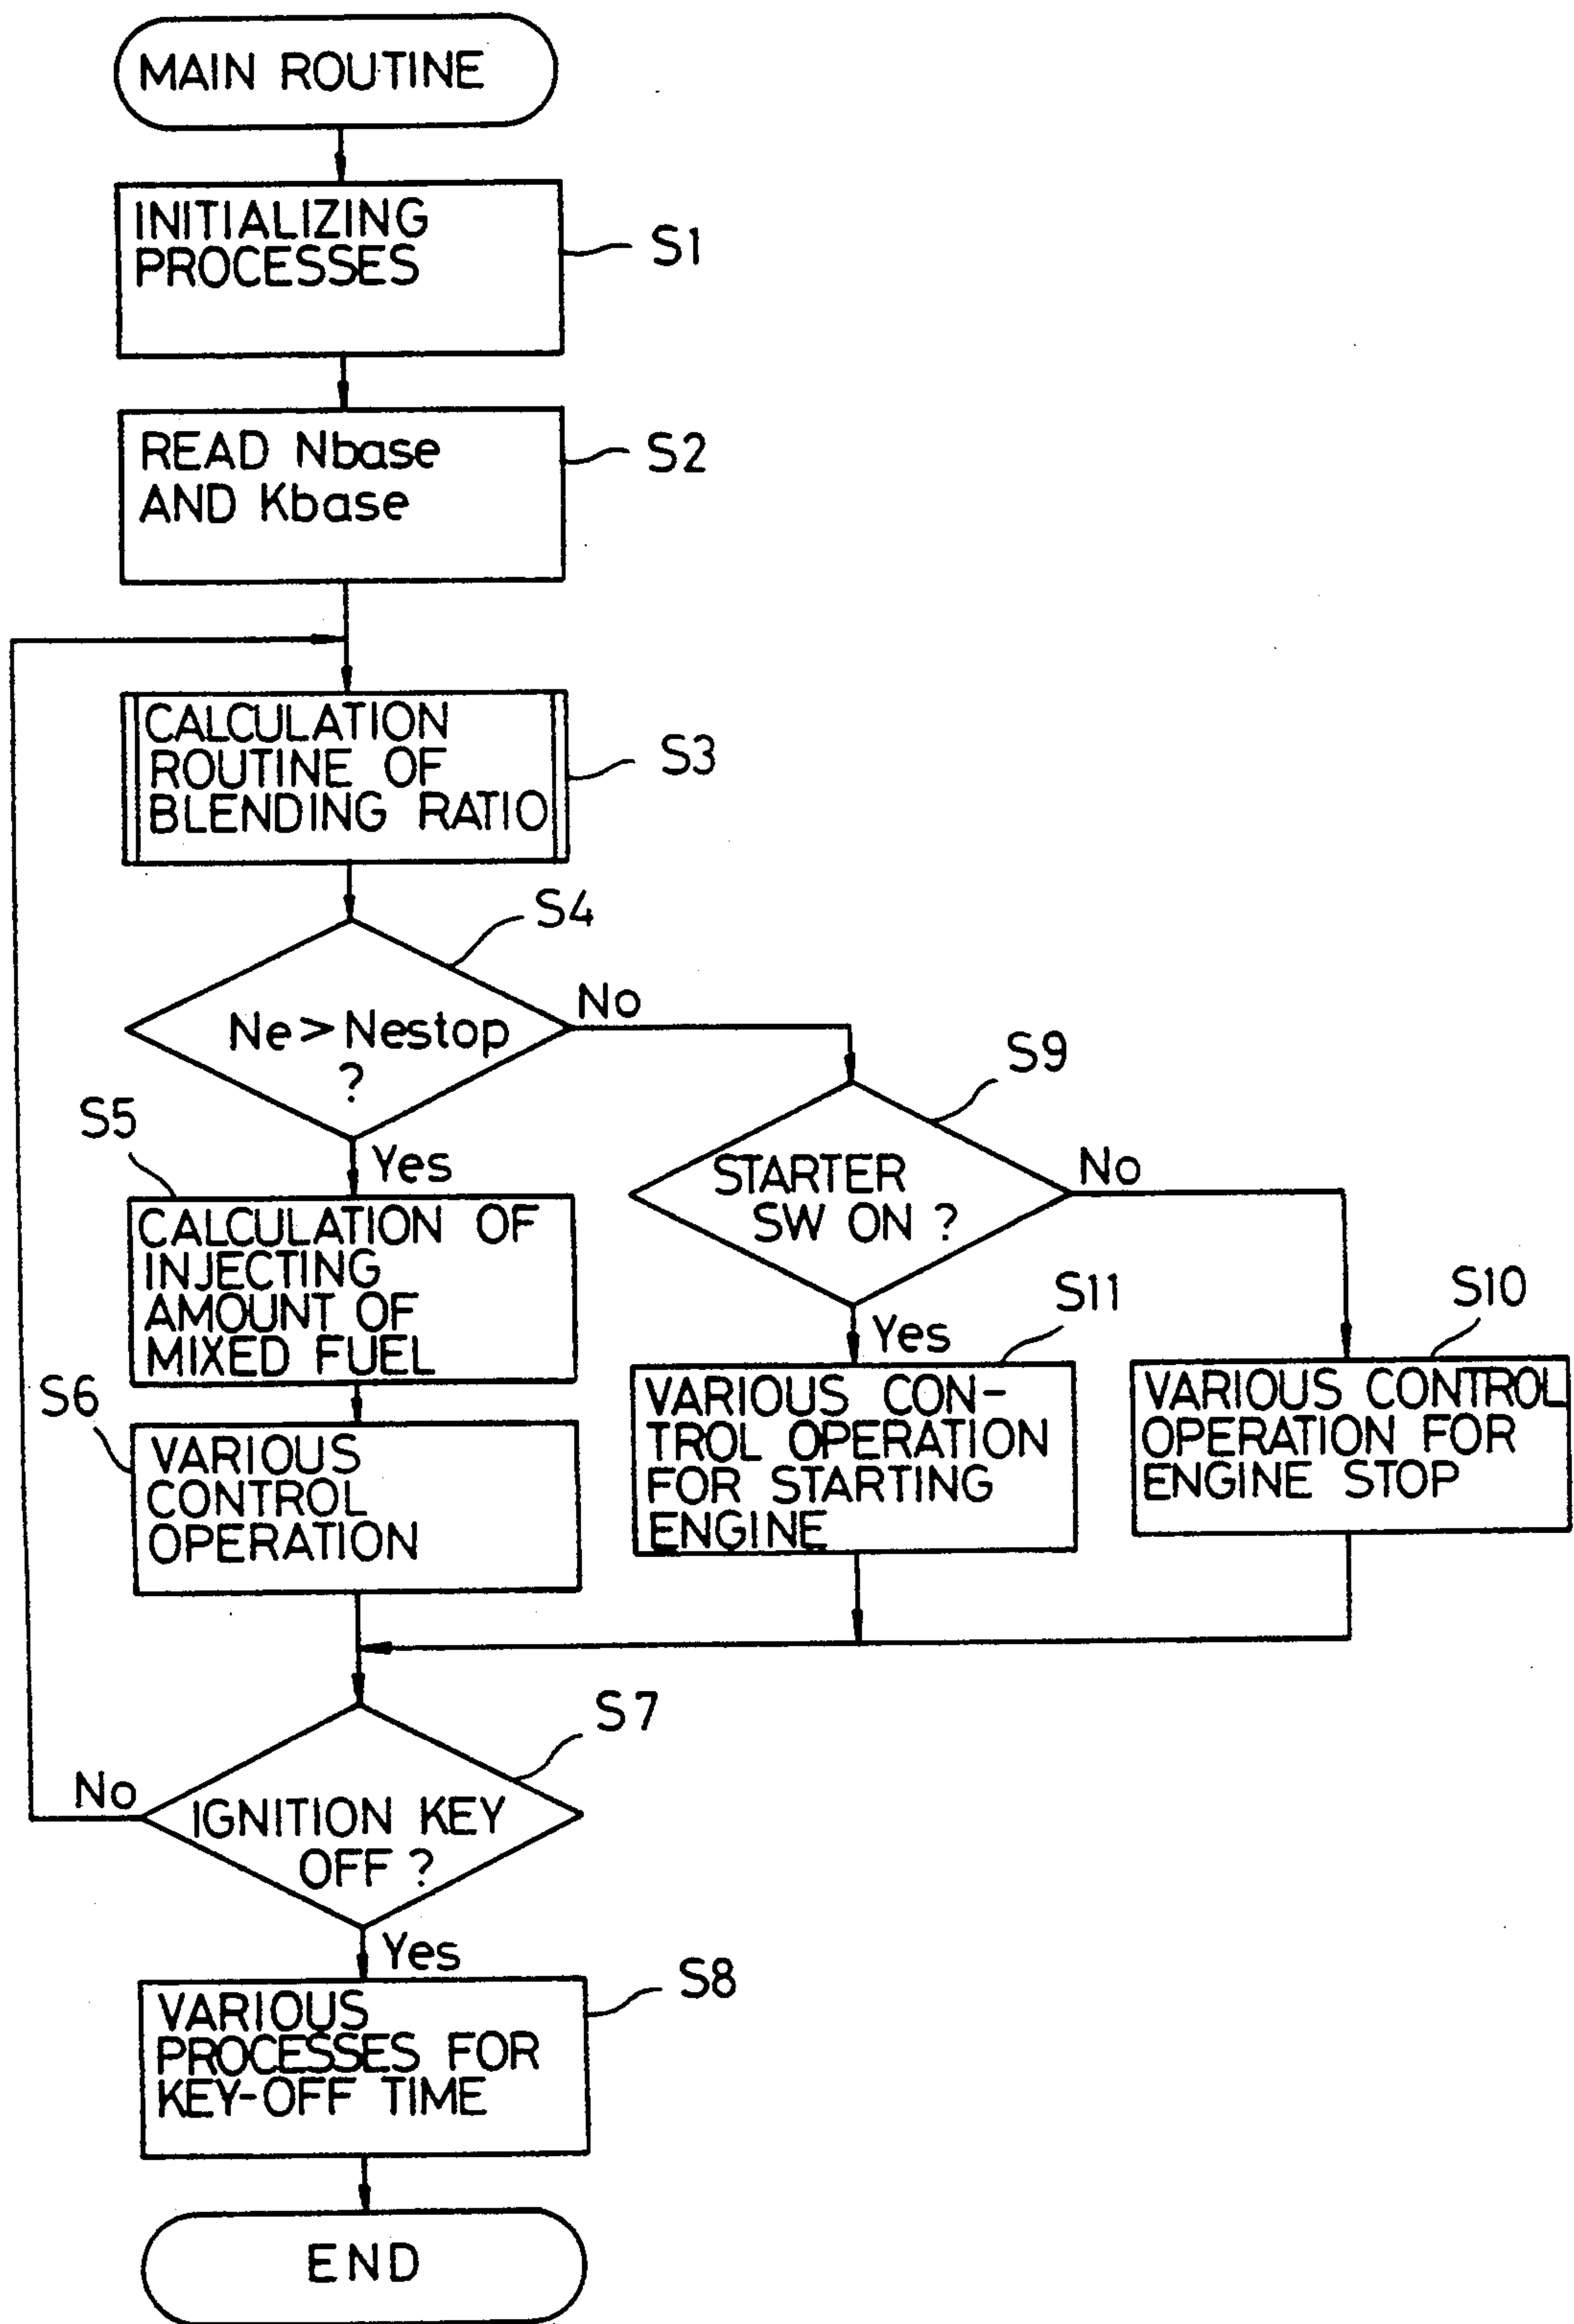 MAIN ROUTINE
INITIALIZING
PROCESSES
S1
READ Nbase
AND Kbase
S2
CALCULATION
ROUTINE OF
BLENDING RATIO
S3
S4
Ne > Nestop
?
No
Yes
S5
CALCULATION OF
INJECTING
AMOUNT OF
MIXED FUEL
S9
STARTER
SW ON ?
No
Yes
S6
VARIOUS
CONTROL
OPERATION
S11
VARIOUS CON-
TROL OPERATION
FOR STARTING
ENGINE
S10
VARIOUS CONTROL
OPERATION FOR
ENGINE STOP
S7
IGNITION KEY
OFF ?
No
Yes
S8
VARIOUS
PROCESSES FOR
KEY-OFF TIME
END